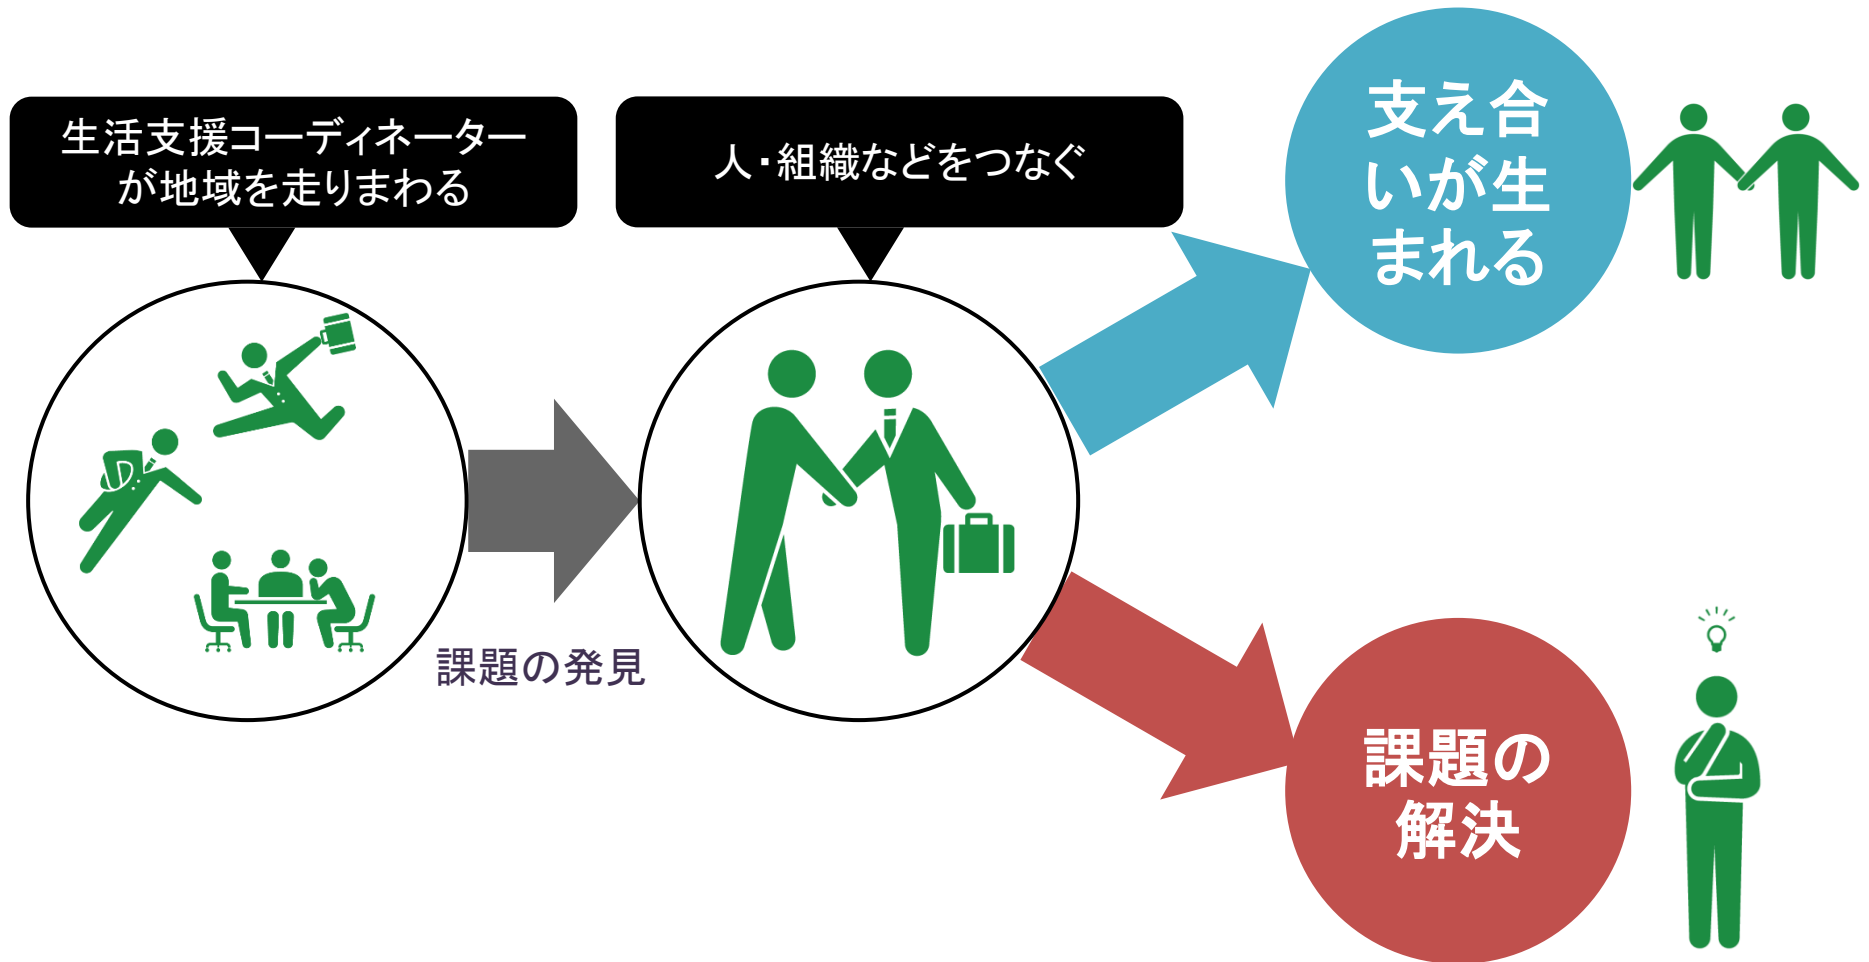 生活支援コーディネーター
が地域を走りまわる
人・組織などをつなぐ
支え合
いが生
まれる
課題の発見
課題の
解決